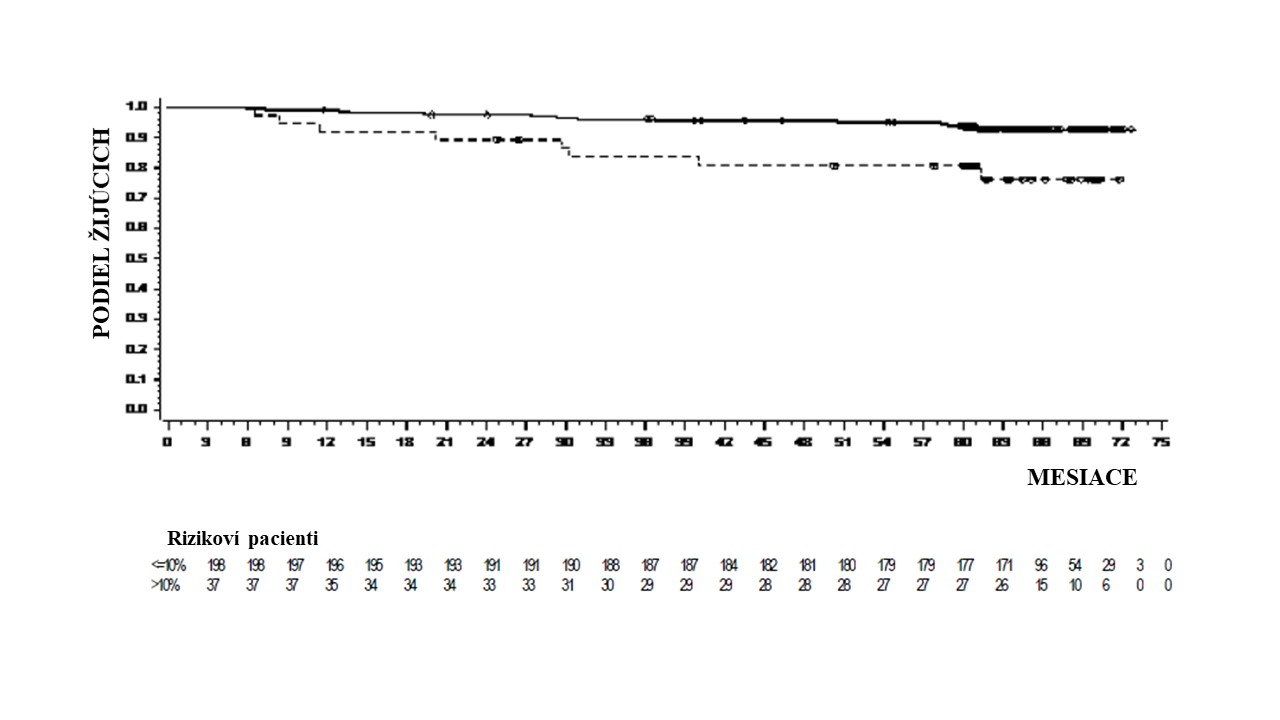 PODIEL ŽIJÚCICH
1.0
0.9
0.8
0.7
0.6
0.5
0.4
0.3
0.2
0.1
0.0
0 3 6 9 12 15 18 21 24 27 30 33 36 39 42 45 48 51 54 57 60 63 66 69 72 75
MESIACE
Rizikoví pacienti
<=10% 198 198 197 196 195 193 193 191 191 190 188 187 187 184 182 181 180 179 179 177 171 96 54 29 3 0
>10% 37 37 37 35 34 34 34 33 33 31 30 29 29 29 28 28 28 27 27 27 26 15 10 6 0 0